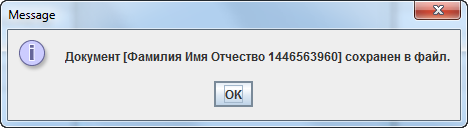 Message
Документ [Фамилия Имя Отчество 1446563960] сохранен в файл.
OK